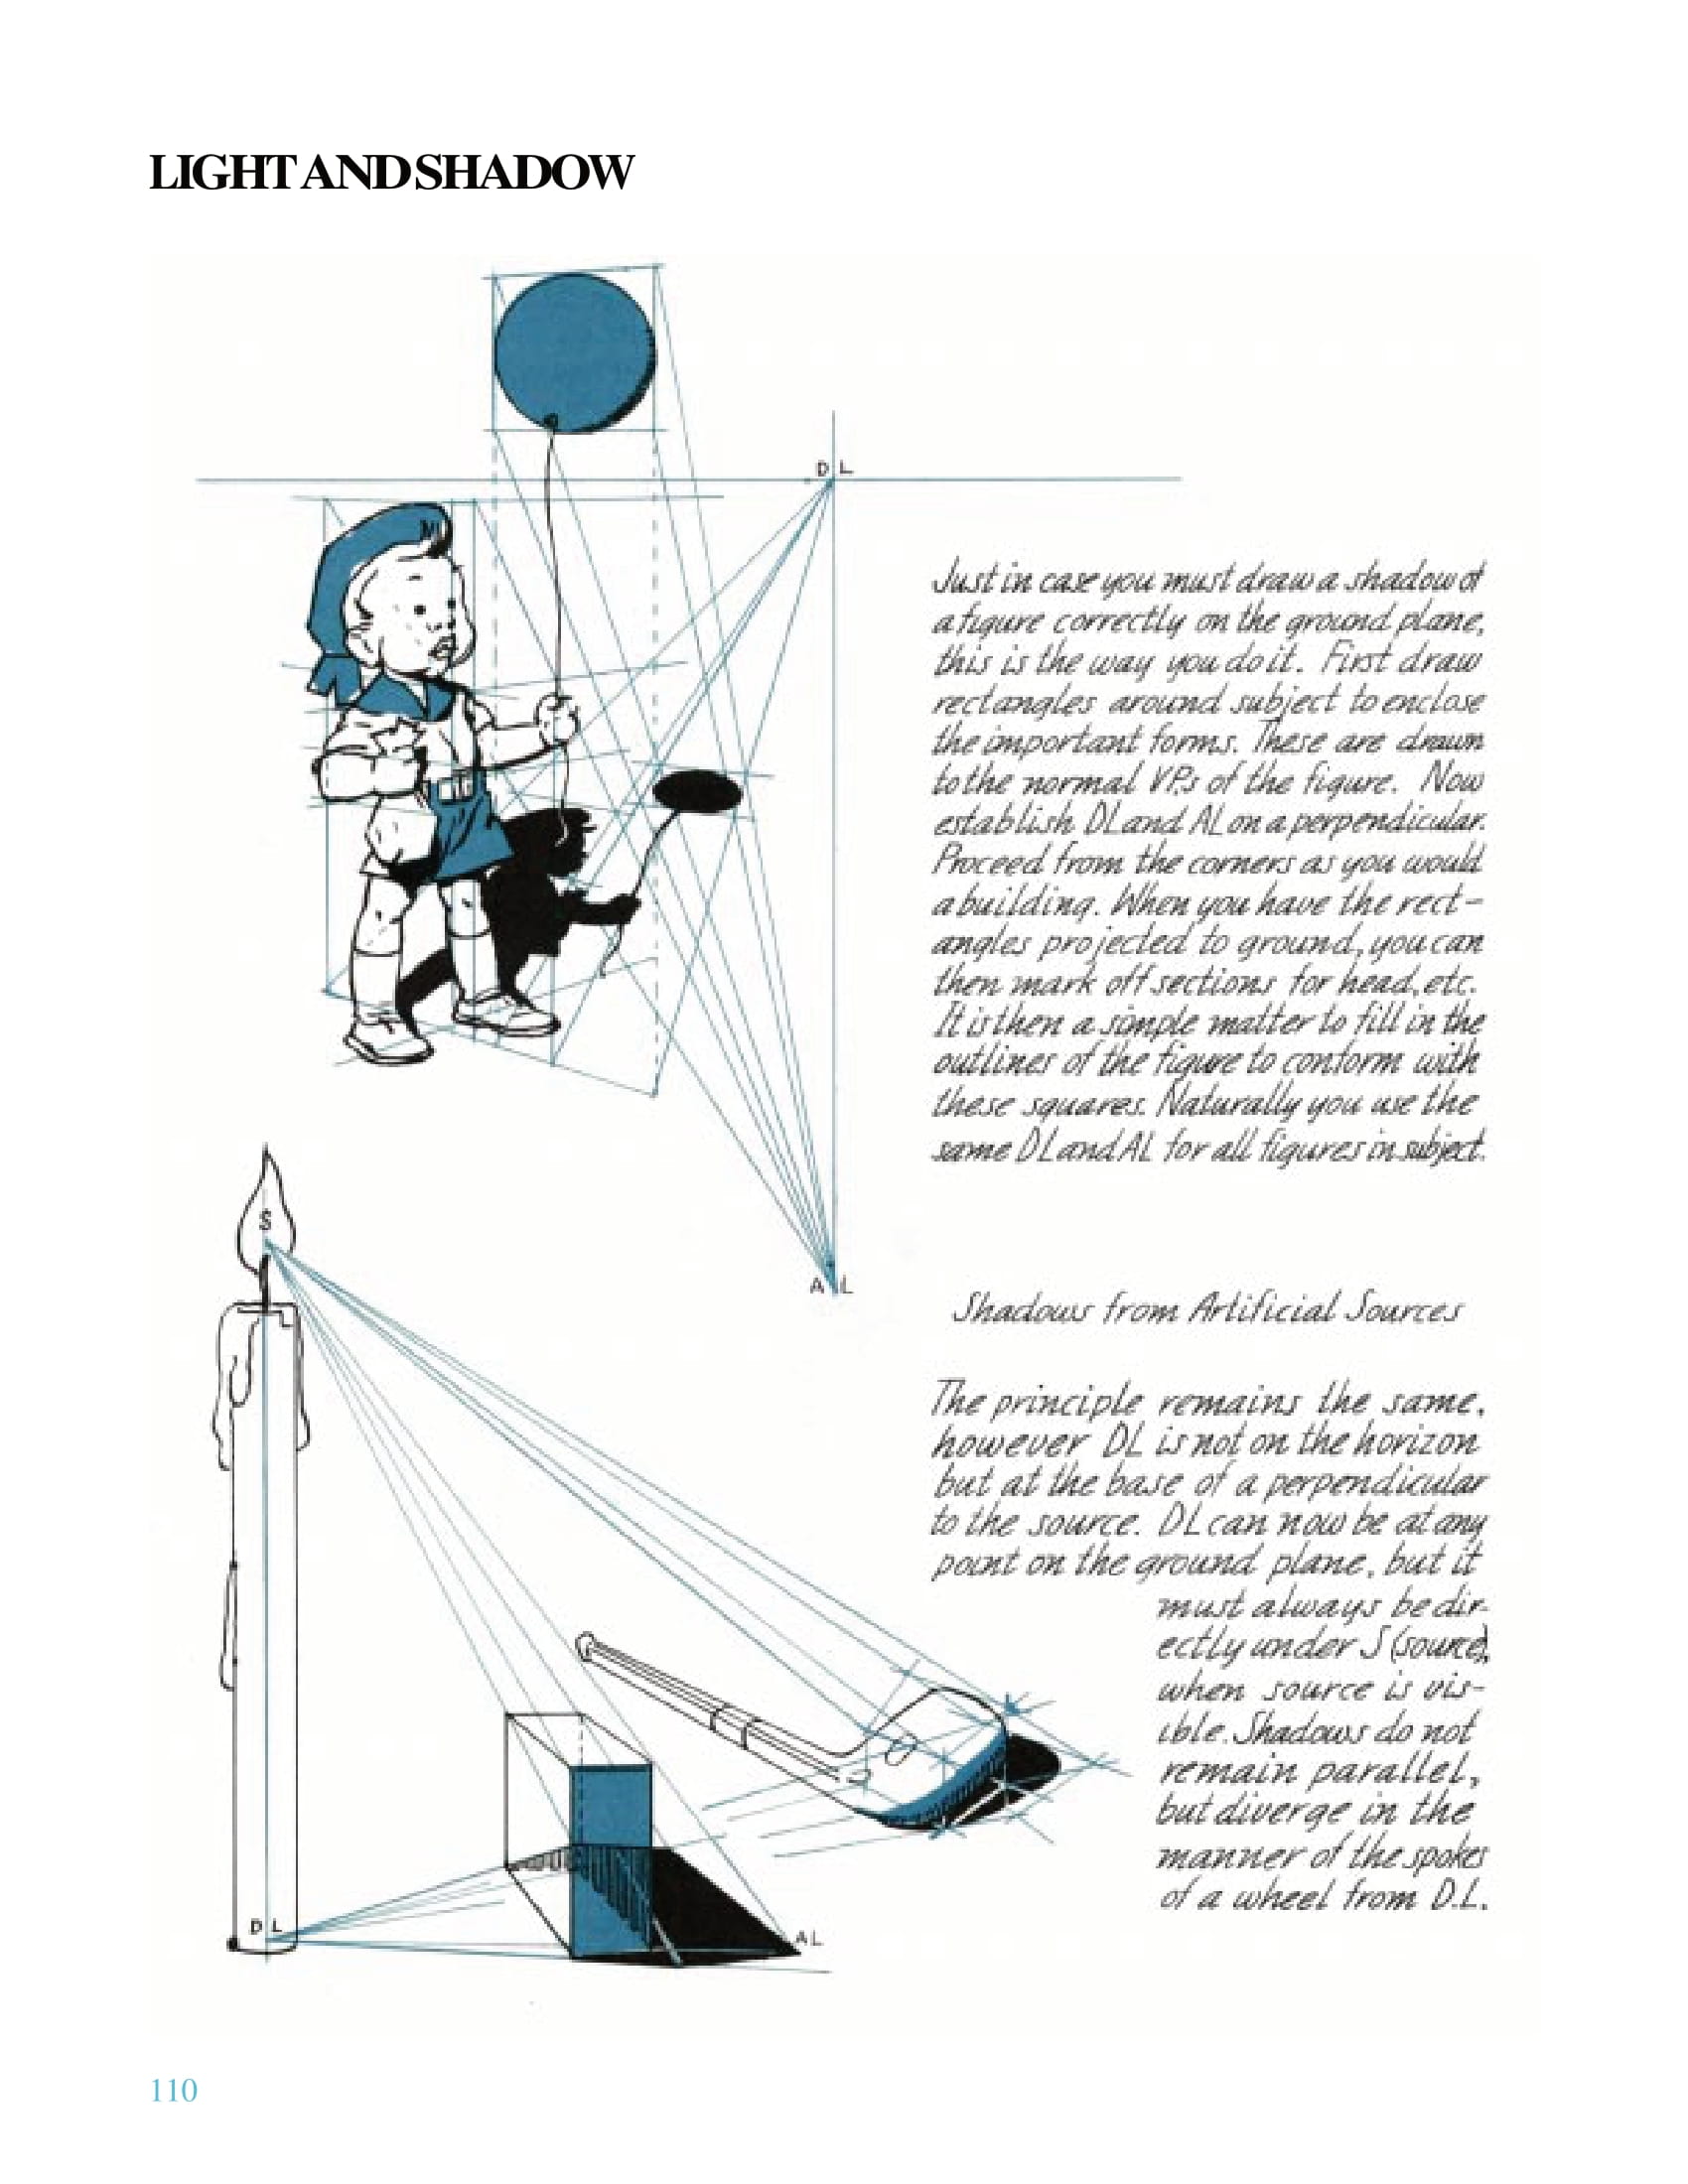 LIGHT AND SHADOW
D L
Just in case you must draw a shadow of
a figure correctly on the ground plane,
this is the way you do it. First draw
rectangles around subject to enclose
the important forms. These are drawn
to the normal V.P.s of the figure. Now
establish DL and AL on a perpendicular.
Proceed from the corners as you would
a building. When you have the rect-
angles projected to ground, you can
then mark off sections for head, etc.
It is then a simple matter to fill in the
outlines of the figure to conform with
these squares. Naturally you use the
same DL and AL for all figures in subject.
S
A L
Shadows from Artificial Sources
The principle remains the same,
however DL is not on the horizon
but at the base of a perpendicular
to the source. DL can now be at any
point on the ground plane, but it
must always be dir-
ectly under S (source),
when source is vis-
ible. Shadows do not
remain parallel,
but diverge in the
manner of the spokes
of a wheel from D.L.
D L
AL
110